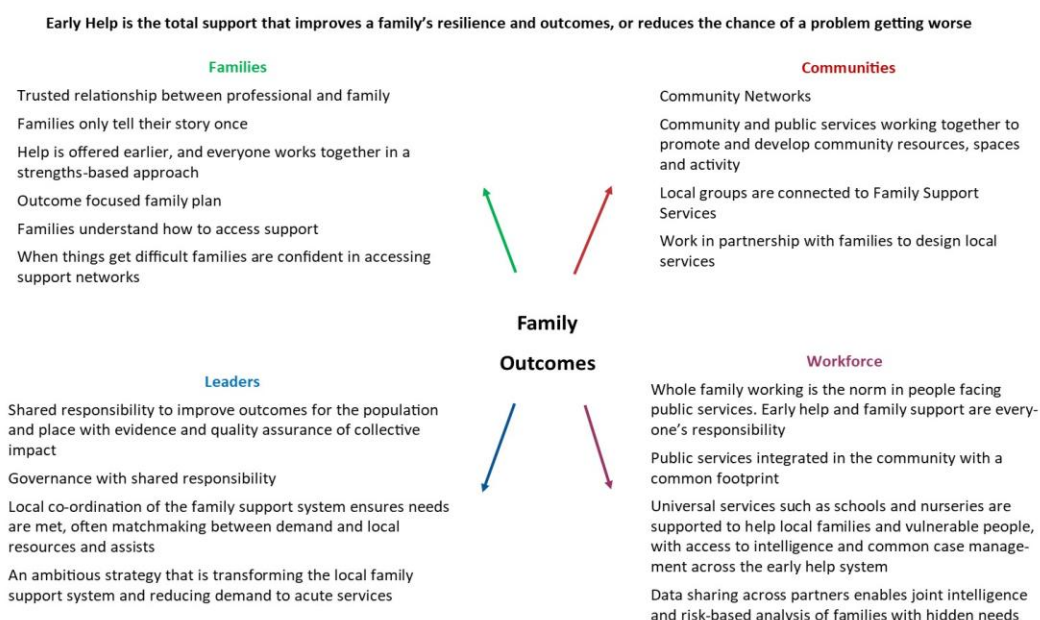 Early Help is the total support that improves a family's resilience and outcomes, or reduces the chance of a problem getting worse
Families
Trusted relationship between professional and family
Families only tell their story once
Help is offered earlier, and everyone works together in a
strengths-based approach
Outcome focused family plan
Families understand how to access support
When things get difficult families are confident in accessing
support networks
Communities
Community Networks
Community and public services working together to
promote and develop community resources, spaces
and activity
Local groups are connected to Family Support
Services
Work in partnership with families to design local
services
Family
Outcomes
Leaders
Shared responsibility to improve outcomes for the population
and place with evidence and quality assurance of collective
impact
Governance with shared responsibility
Local co-ordination of the family support system ensures needs
are met, often matchmaking between demand and local
resources and assists
An ambitious strategy that is transforming the local family
support system and reducing demand to acute services
Workforce
Whole family working is the norm in people facing
public services. Early help and family support are every-
one's responsibility
Public services integrated in the community with a
common footprint
Universal services such as schools and nurseries are
supported to help local families and vulnerable people,
with access to intelligence and common case manage-
ment across the early help system
Data sharing across partners enables joint intelligence
and risk-based analysis of families with hidden needs